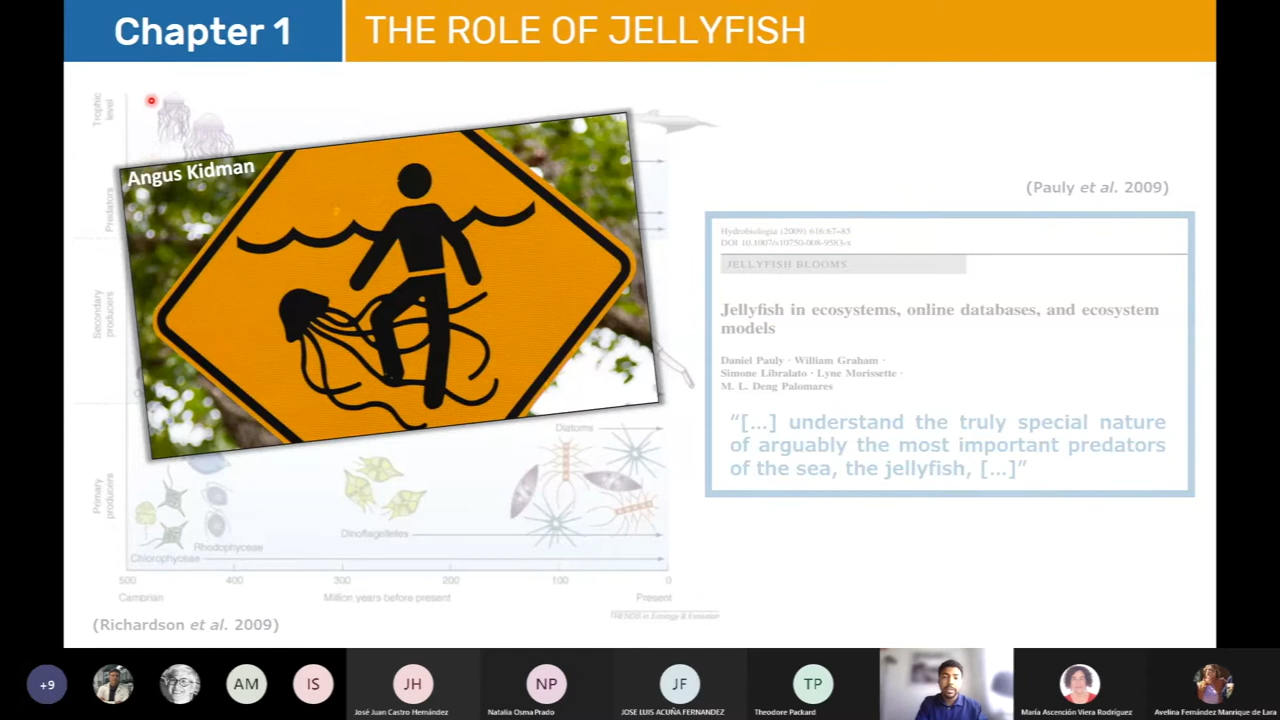 Chapter 1
THE ROLE OF JELLYFISH
Trophic
level
Predators
Secondary
producers
Primary
producers
Angus Kidman
Diatoms
Dinoflagelletes
Rhodophyceae
Chlorophyceae
500
400
300
200
100
0
Cambrian
Million years before present
Present
TRENDS in Ecology & Evolution
(Richardson et al. 2009)
(Pauly et al. 2009)
Hydrobiologia (2009) 616:67–85
DOI 10.1007/s10750-008-9583-x
JELLYFISH BLOOMS
Jellyfish in ecosystems, online databases, and ecosystem
models
Daniel Pauly · William Graham ·
Simone Libralato · Lyne Morissette ·
M. L. Deng Palomares
“[…] understand the truly special nature
of arguably the most important predators
of the sea, the jellyfish, […]”
+9
AM
IS
JH
José Juan Castro Hernández
NP
Natalia Osma Prado
JF
JOSE LUIS ACUÑA FERNANDEZ
TP
Theodore Packard
María Ascención Viera Rodríguez
Avelina Fernández Manrique de Lara